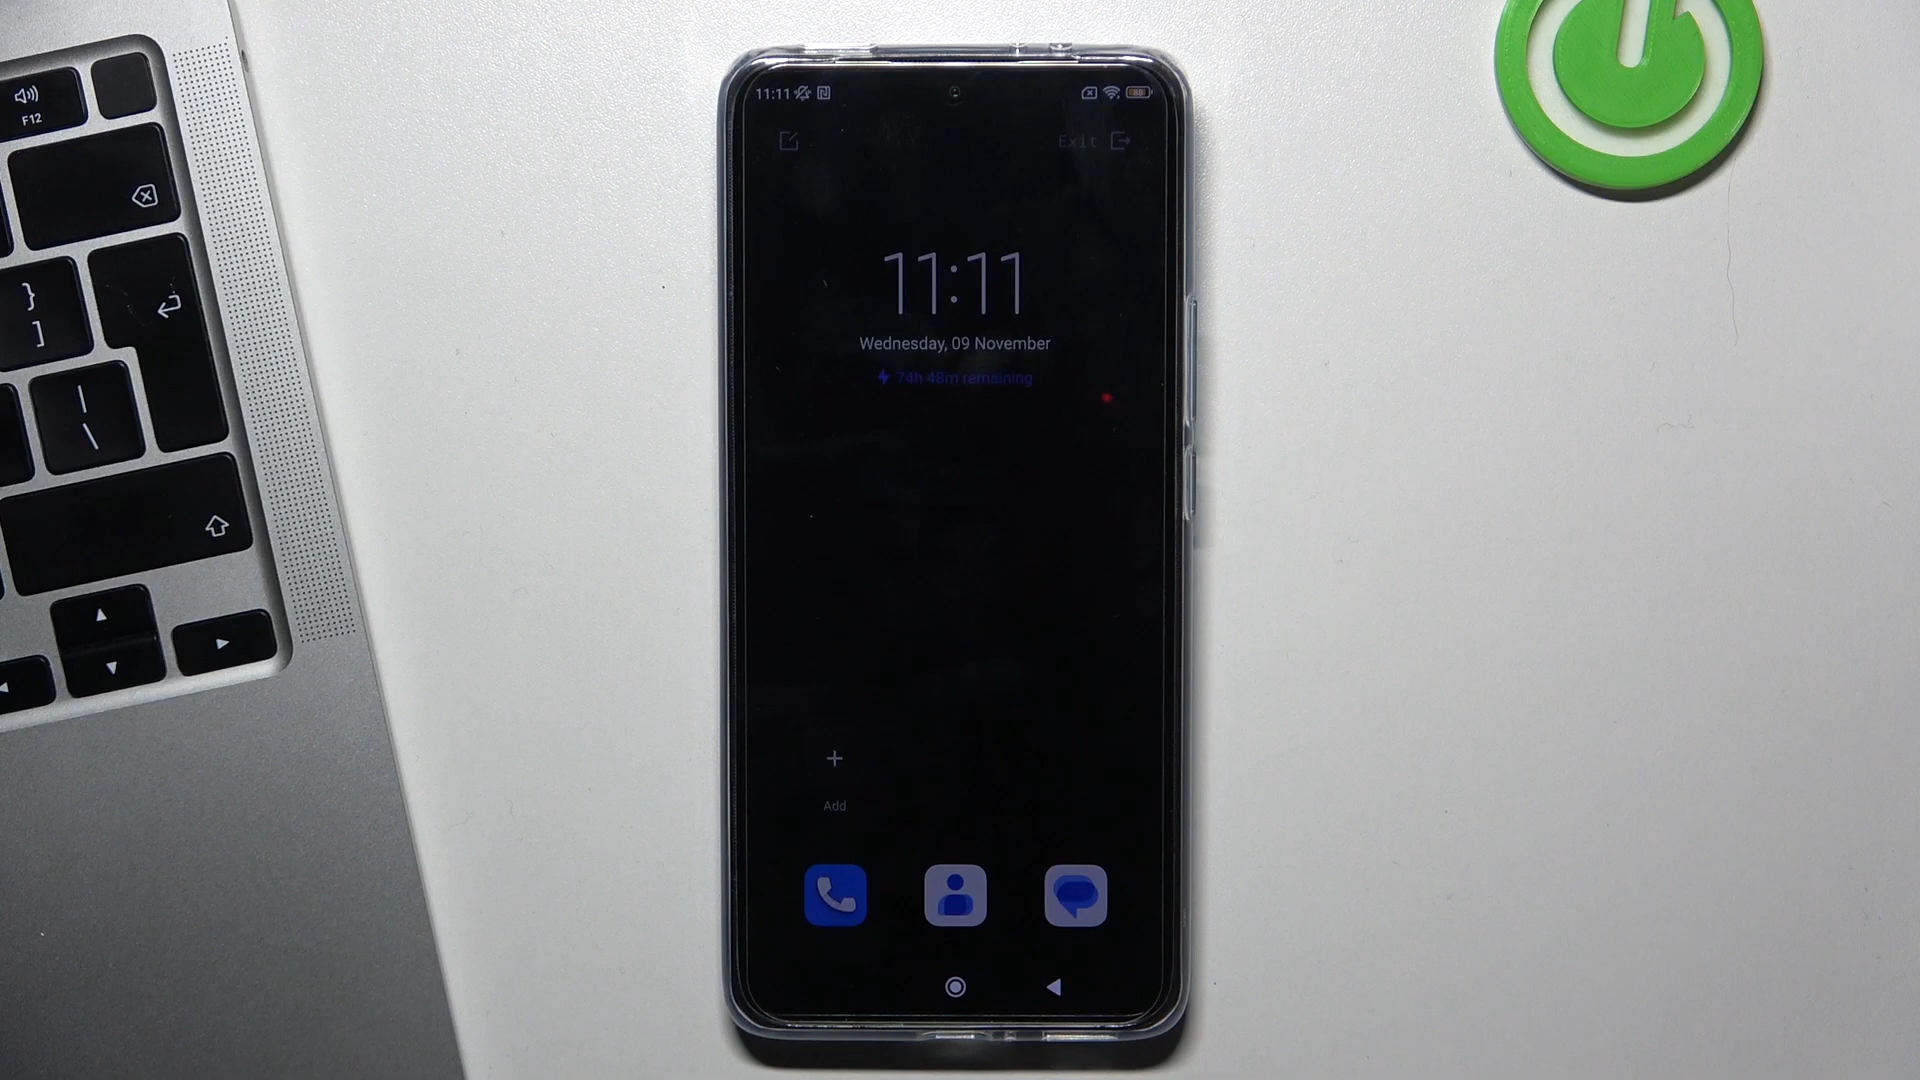 11:11
Exit
11:11
Wednesday, 09 November
74h 48m remaining
Add
F12
}
]
|
\